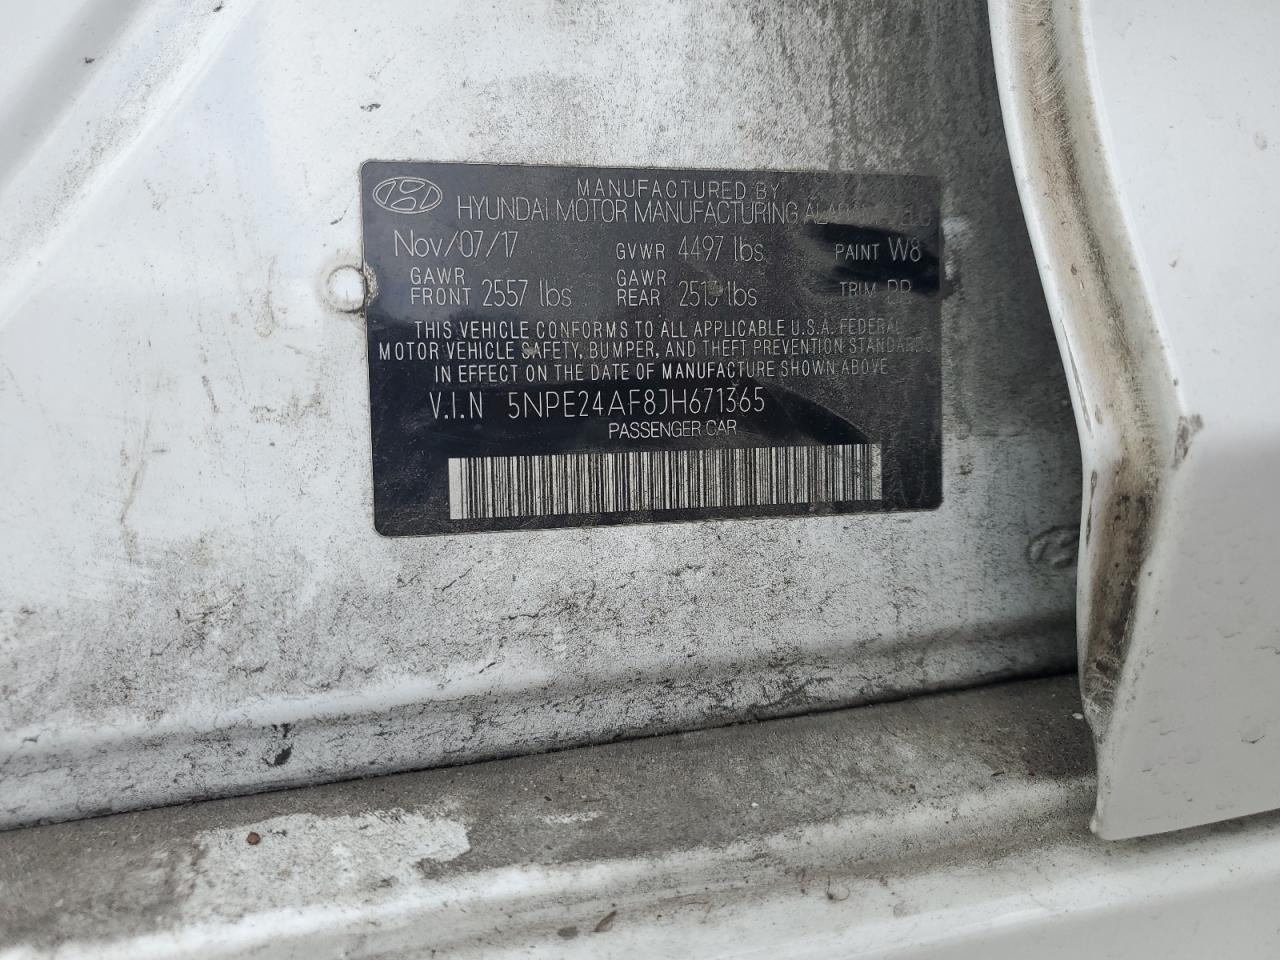 MANUFACTURED BY
HYUNDAI MOTOR MANUFACTURING
Nov/07/17 GVWR 4497 lbs PAINT W8
GAWR FRONT 2557 lbs GAWR REAR lbs TRIM
THIS VEHICLE CONFORMS TO ALL APPLICABLE U.S.A. FEDERAL
MOTOR VEHICLE SAFETY, BUMPER, AND THEFT PREVENTION STANDARDS
IN EFFECT ON THE DATE OF MANUFACTURE SHOWN ABOVE
V.I.N 5NPE24AF8JH671365
PASSENGER CAR